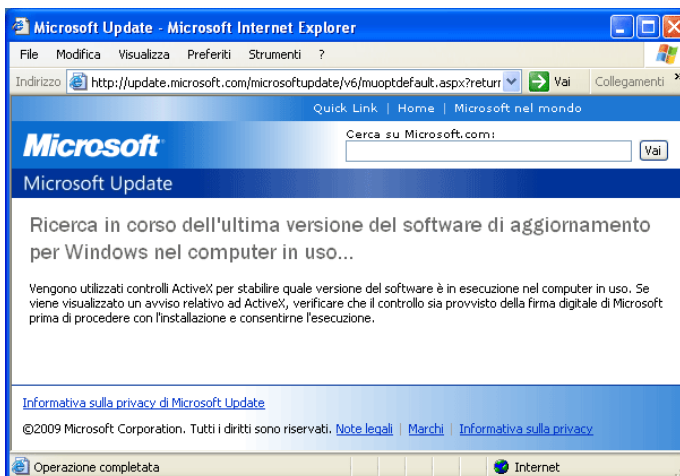 Microsoft Update - Microsoft Internet Explorer
File Modifica Visualizza Preferiti Strumenti ?
Indirizzo http://update.microsoft.com/microsoftupdate/v6/muoptdefault.aspx?returr Vai Collegamenti »
Quick Link | Home | Microsoft nel mondo
Microsoft
Cerca su Microsoft.com:
Vai
Microsoft Update
Ricerca in corso dell'ultima versione del software di aggiornamento
per Windows nel computer in uso...
Vengono utilizzati controlli ActiveX per stabilire quale versione del software è in esecuzione nel computer in uso. Se
viene visualizzato un avviso relativo ad ActiveX, verificare che il controllo sia provvisto della firma digitale di Microsoft
prima di procedere con l'installazione e consentirne l'esecuzione.
Informativa sulla privacy di Microsoft Update
©2009 Microsoft Corporation. Tutti i diritti sono riservati. Note legali | Marchi | Informativa sulla privacy
Operazione completata
Internet